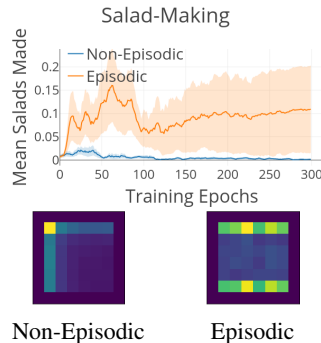 Salad-Making
Mean Salads Made
Non-Episodic
Episodic
0.2
0.15
0.1
0.05
0
0 50 100 150 200 250 300
Training Epochs
Non-Episodic Episodic